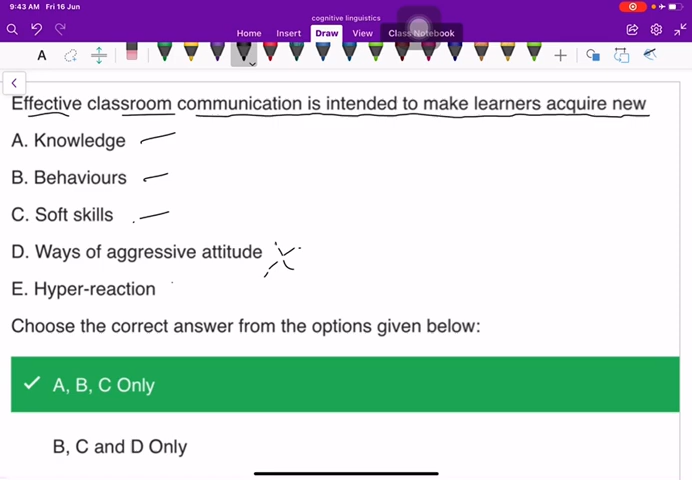 9:43 AM Fri 16 Jun
cognitive linguistics
Home Insert Draw View Class Notebook
A
Effective classroom communication is intended to make learners acquire new
A. Knowledge
B. Behaviours
C. Soft skills
D. Ways of aggressive attitude
E. Hyper-reaction
Choose the correct answer from the options given below:
A, B, C Only
B, C and D Only